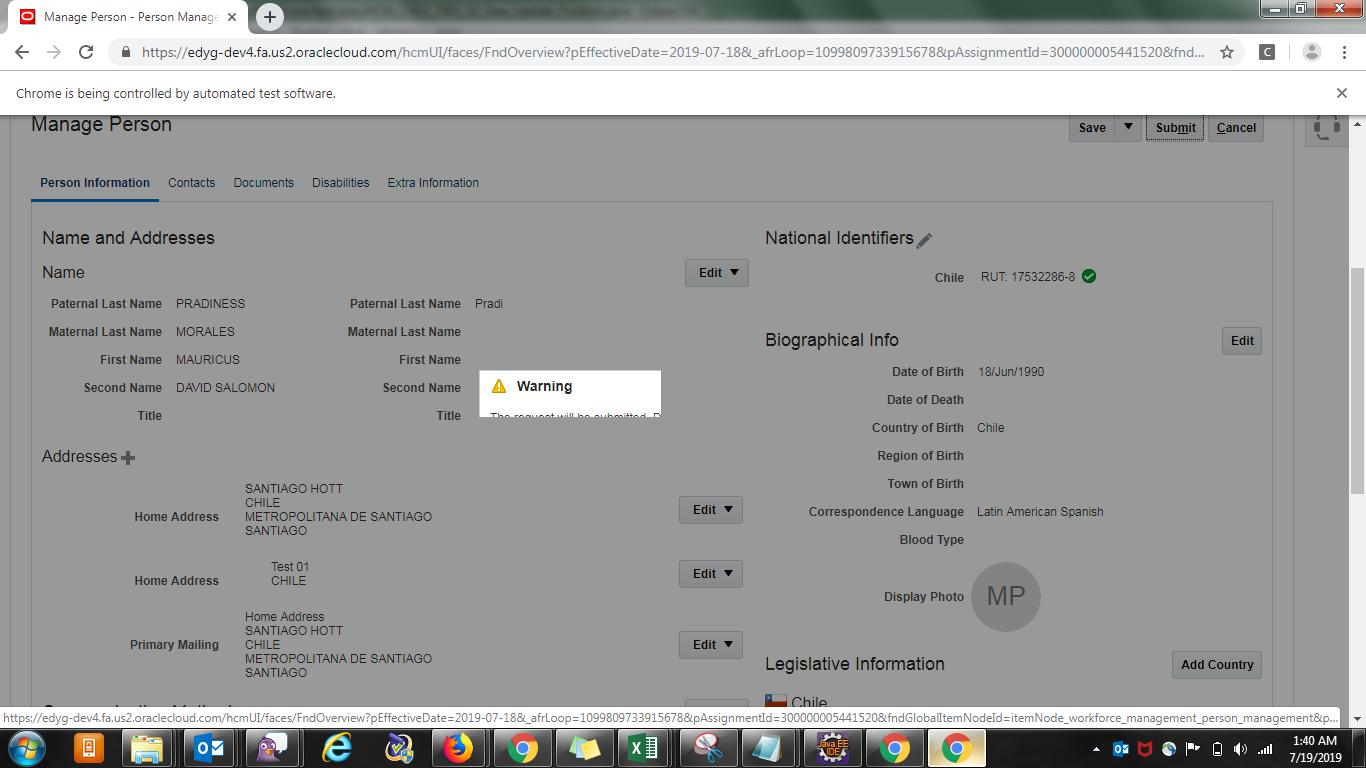 Manage Person - Person Manage
https://edyg-dev4.fa.us2.oraclecloud.com/hcmUI/faces/FndOverview?pEffectiveDate=2019-07-18&_afrLoop=1099809733915678&pAssignmentId=300000005441520&fnd...
C
Chrome is being controlled by automated test software.
Manage Person
Save
Submit
Cancel
Person Information
Contacts
Documents
Disabilities
Extra Information
Name and Addresses
Name
Edit
Paternal Last Name PRADINESS Paternal Last Name Pradi
Maternal Last Name MORALES Maternal Last Name
First Name MAURICUS First Name
Second Name DAVID SALOMON Second Name
Title Title
Warning
The request will be submitted. D
Addresses
Home Address
SANTIAGO HOTT
CHILE
METROPOLITANA DE SANTIAGO
SANTIAGO
Edit
Home Address
Test 01
CHILE
Edit
Primary Mailing
Home Address
SANTIAGO HOTT
CHILE
METROPOLITANA DE SANTIAGO
SANTIAGO
Edit
National Identifiers
Chile RUT: 17532286-8
Biographical Info
Edit
Date of Birth 18/Jun/1990
Date of Death
Country of Birth Chile
Region of Birth
Town of Birth
Correspondence Language Latin American Spanish
Blood Type
Display Photo MP
Legislative Information
Add Country
Chile
https://edyg-dev4.fa.us2.oraclecloud.com/hcmUI/faces/FndOverview?pEffectiveDate=2019-07-18&_afrLoop=1099809733915678&pAssignmentId=300000005441520&fndGlobalItemNodeId=itemNode_workforce_management_person_management&p...
Java EE
IDE
1:40 AM
7/19/2019